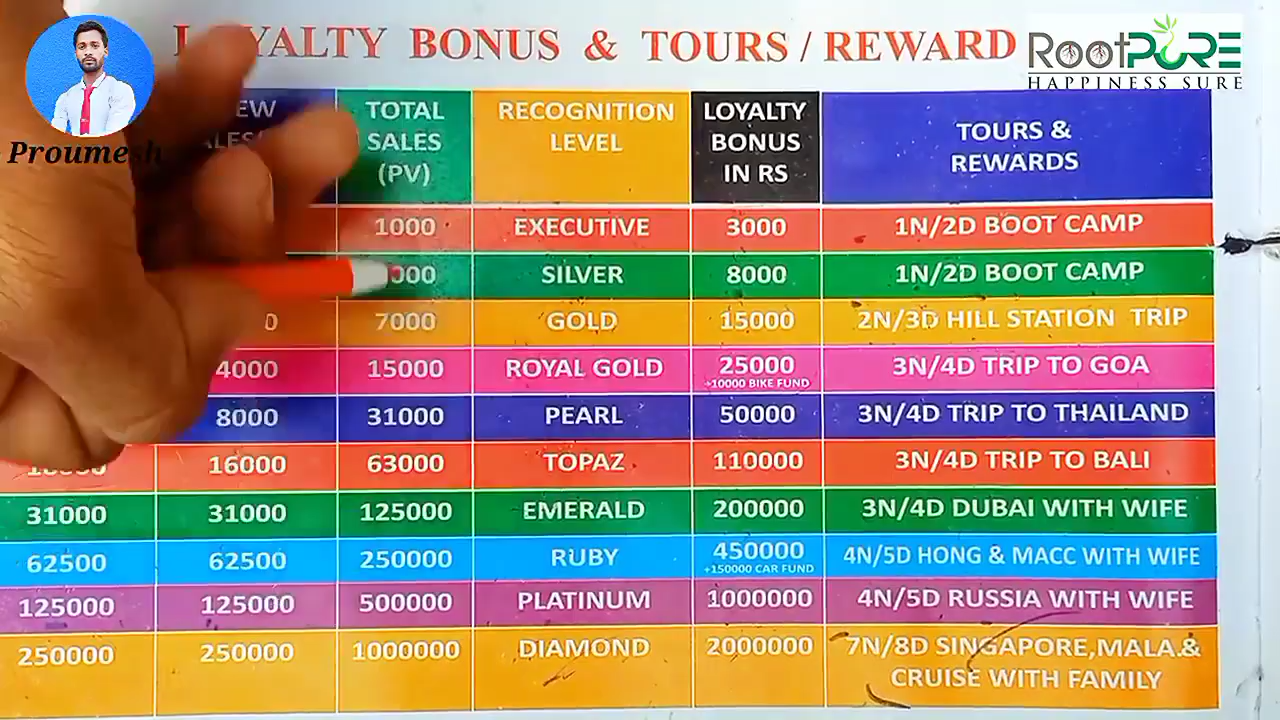 LOYALTY BONUS & TOURS / REWARD
RootPURE
HAPPINESS SURE
Proumesh
TOTAL SALES (PV) RECOGNITION LEVEL LOYALTY BONUS IN RS TOURS & REWARDS
1000 EXECUTIVE 3000 1N/2D BOOT CAMP
SILVER 8000 1N/2D BOOT CAMP
7000 GOLD 15000 2N/3D HILL STATION TRIP
4000 15000 ROYAL GOLD 25000 +10000 BIKE FUND 3N/4D TRIP TO GOA
8000 31000 PEARL 50000 3N/4D TRIP TO THAILAND
16000 63000 TOPAZ 110000 3N/4D TRIP TO BALI
31000 31000 125000 EMERALD 200000 3N/4D DUBAI WITH WIFE
62500 62500 250000 RUBY 450000 +150000 CAR FUND 4N/5D HONG & MACC WITH WIFE
125000 125000 500000 PLATINUM 1000000 4N/5D RUSSIA WITH WIFE
250000 250000 1000000 DIAMOND 2000000 7N/8D SINGAPORE,MALA.& CRUISE WITH FAMILY